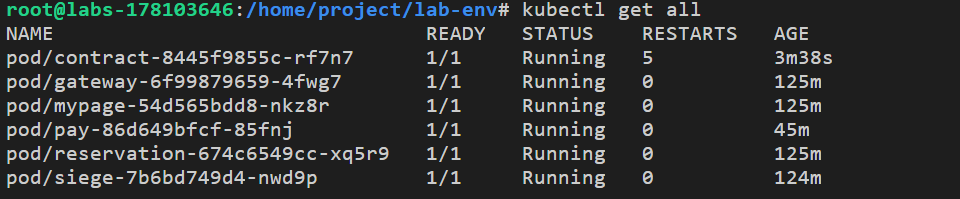 root@labs-178103646:/home/project/lab-env# kubectl get all
NAME READY STATUS RESTARTS AGE
pod/contract-8445f9855c-rf7n7 1/1 Running 5 3m38s
pod/gateway-6f99879659-4fwg7 1/1 Running 0 125m
pod/mypage-54d565bdd8-nkz8r 1/1 Running 0 125m
pod/pay-86d649bfcf-85fnj 1/1 Running 0 45m
pod/reservation-674c6549cc-xq5r9 1/1 Running 0 125m
pod/siege-7b6bd749d4-nwd9p 1/1 Running 0 124m